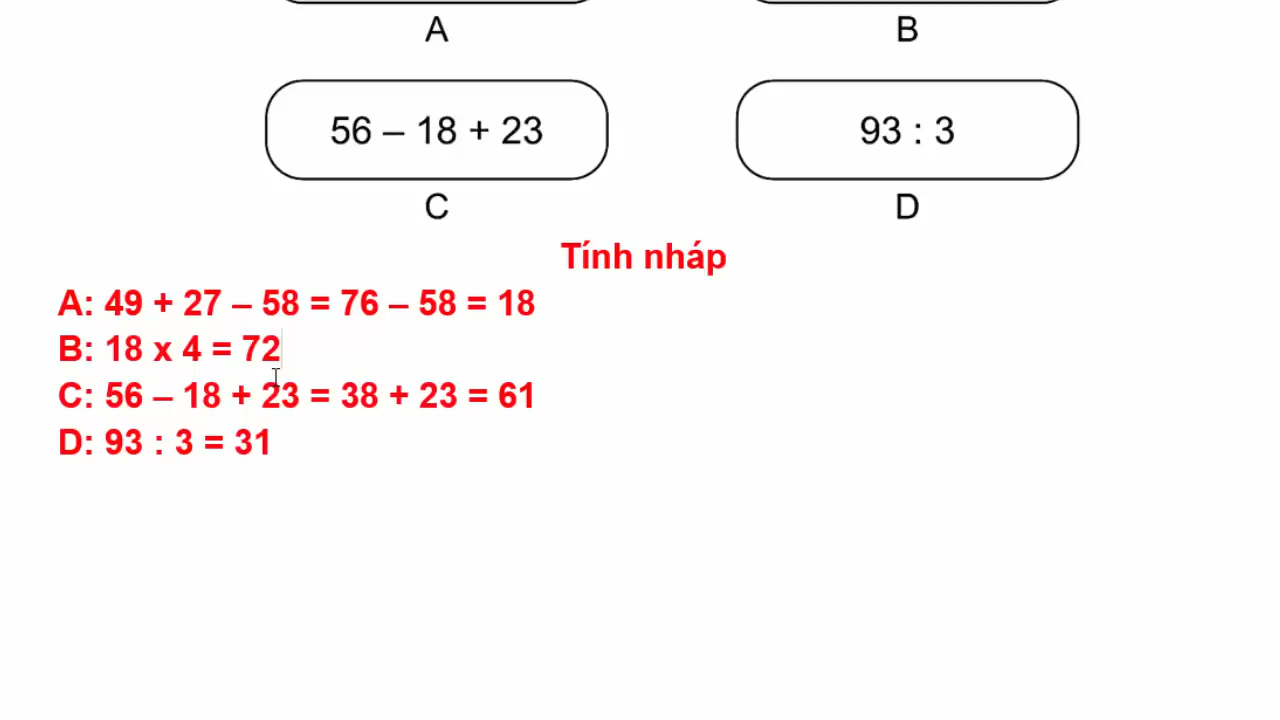 A B
56 – 18 + 23 93 : 3
C D
Tính nháp
A: 49 + 27 – 58 = 76 – 58 = 18
B: 18 x 4 = 72
C: 56 – 18 + 23 = 38 + 23 = 61
D: 93 : 3 = 31